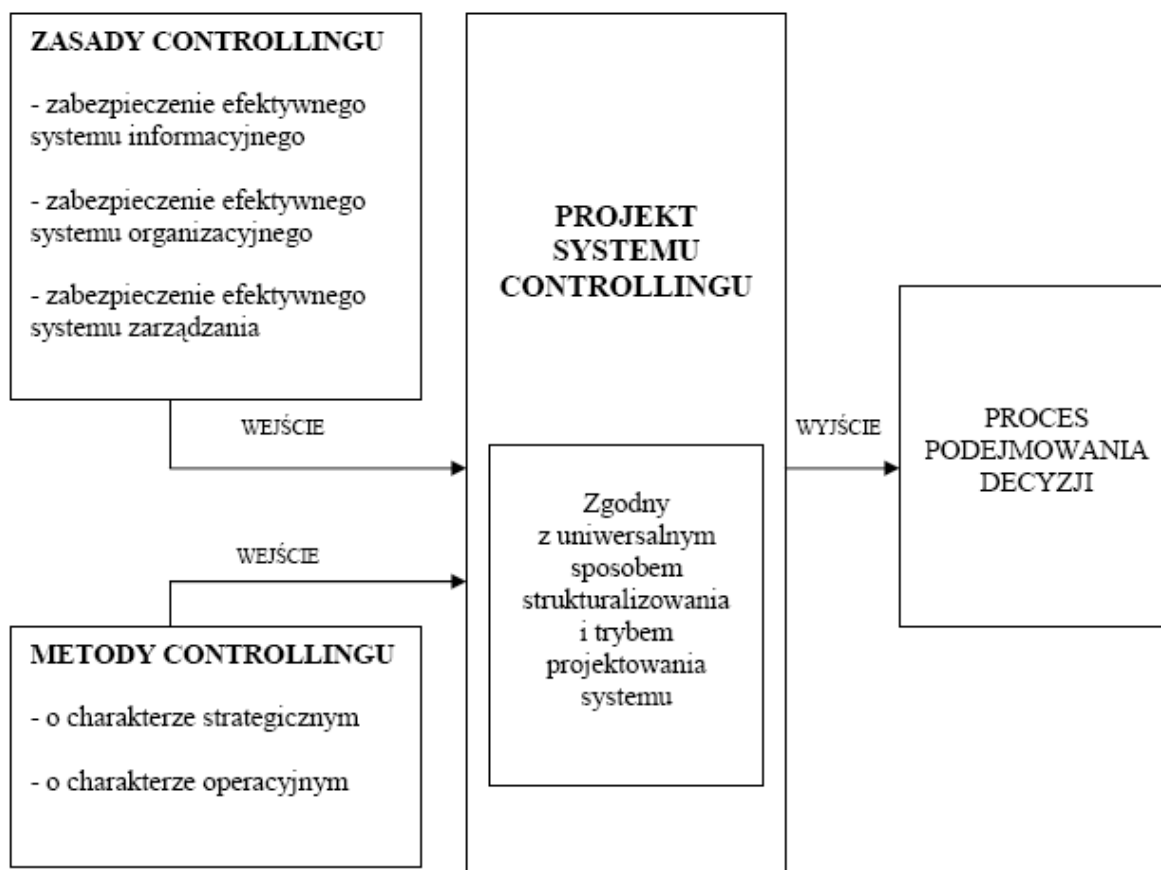 ZASADY CONTROLLINGU
- zabezpieczenie efektywnego
systemu informacyjnego
- zabezpieczenie efektywnego
systemu organizacyjnego
- zabezpieczenie efektywnego
systemu zarządzania
WEJŚCIE
WEJŚCIE
METODY CONTROLLINGU
- o charakterze strategicznym
- o charakterze operacyjnym
PROJEKT
SYSTEMU
CONTROLLINGU
Zgodny
z uniwersalnym
sposobem
strukturalizowania
i trybem
projektowania
systemu
WYJŚCIE
PROCES
PODEJMOWANIA
DECYZJI